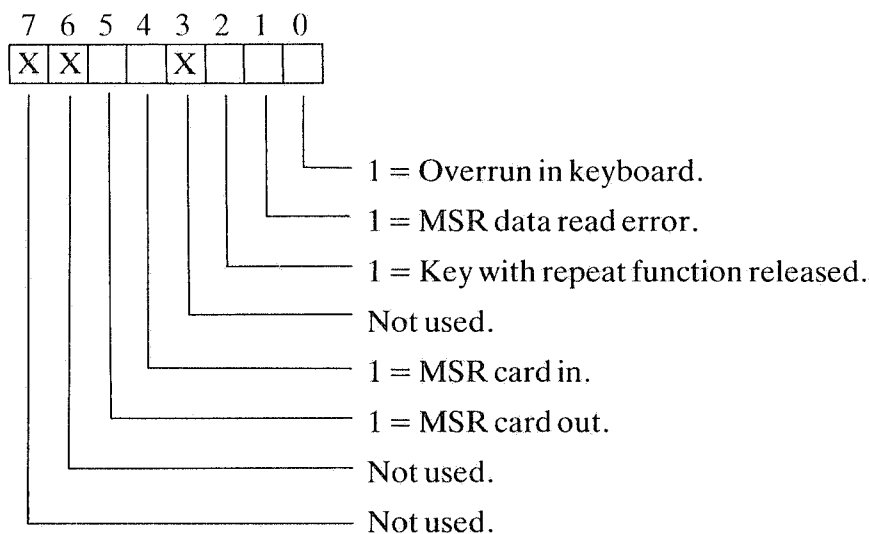 7 6 5 4 3 2 1 0
X X X
1 = Overrun in keyboard.
1 = MSR data read error.
1 = Key with repeat function released.
Not used.
1 = MSR card in.
1 = MSR card out.
Not used.
Not used.